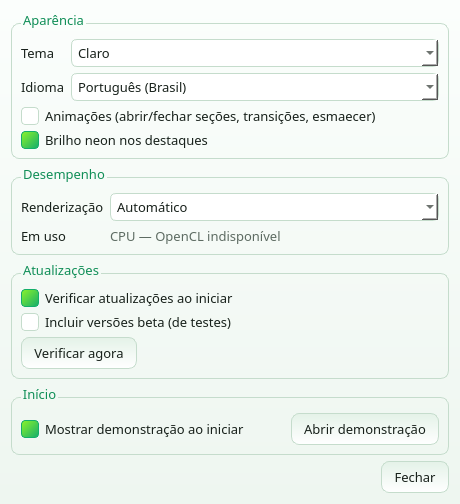 Aparência
Tema Claro
Idioma Português (Brasil)
Animações (abrir/fechar seções, transições, esmaecer)
Brilho neon nos destaques
Desempenho
Renderização Automático
Em uso CPU — OpenCL indisponível
Atualizações
Verificar atualizações ao iniciar
Incluir versões beta (de testes)
Verificar agora
Início
Mostrar demonstração ao iniciar Abrir demonstração
Fechar